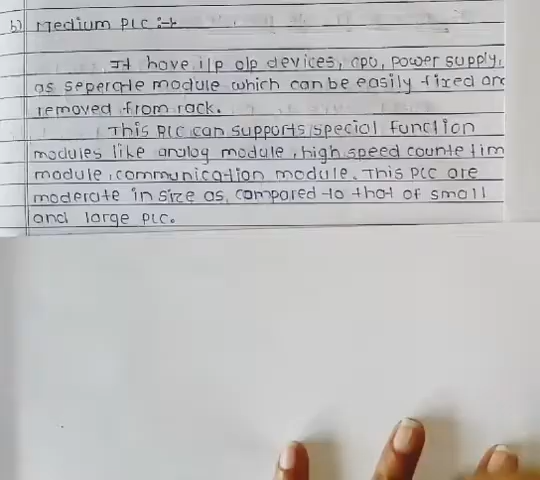 b) Medium PLC :-
It have i/p o/p devices, cpu, power supply,
as seperate module which can be easily fixed
removed from rack.
This PLC can supports special function
modules like analog module, high speed counte tim
module, communication module. This PLC are
moderate in size as compared to that of small
and large PLC.